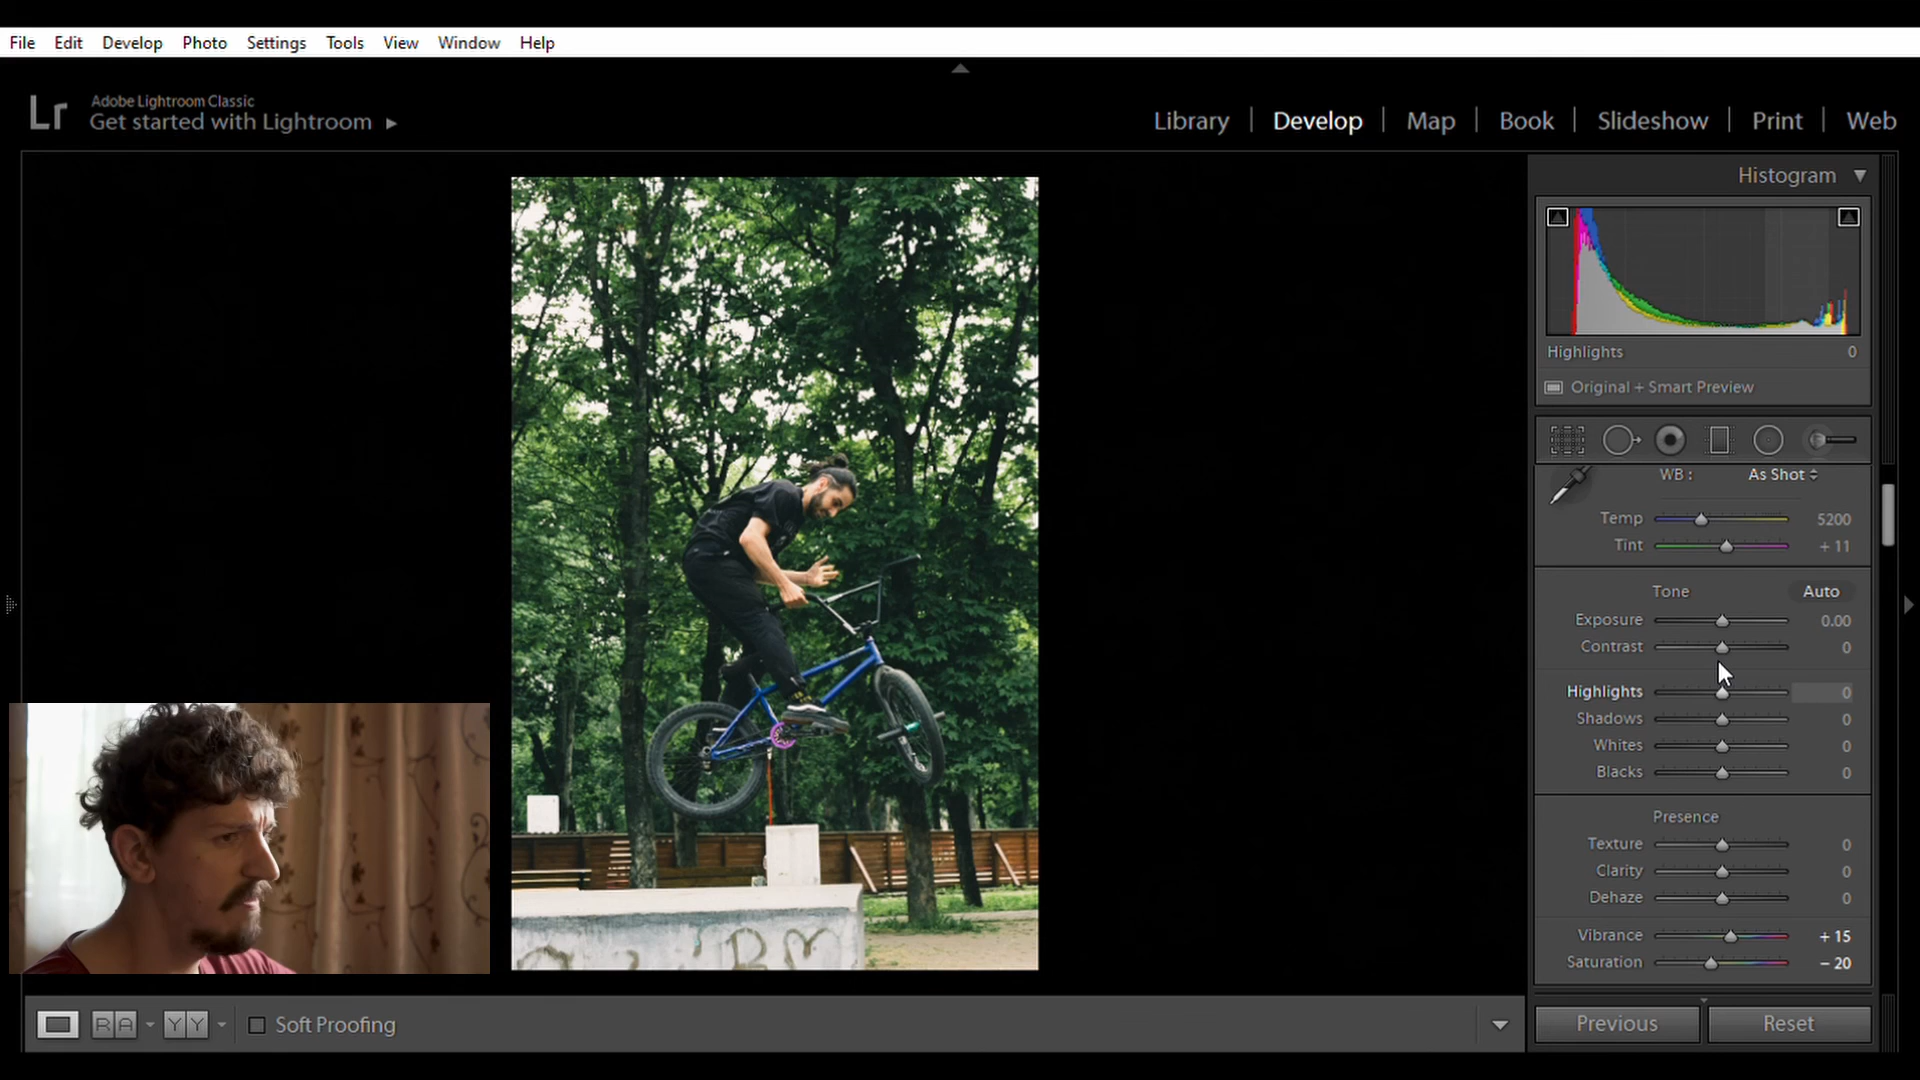 File Edit Develop Photo Settings Tools View Window Help
Lr
Adobe Lightroom Classic
Get started with Lightroom ▶
Library | Develop | Map | Book | Slideshow | Print | Web
Histogram
Highlights 0
Original + Smart Preview
WB : As Shot
Temp 5200
Tint + 11
Tone Auto
Exposure 0.00
Contrast 0
Highlights 0
Shadows 0
Whites 0
Blacks 0
Presence
Texture 0
Clarity 0
Dehaze 0
Vibrance + 15
Saturation − 20
R A
Y Y
Soft Proofing
Previous Reset